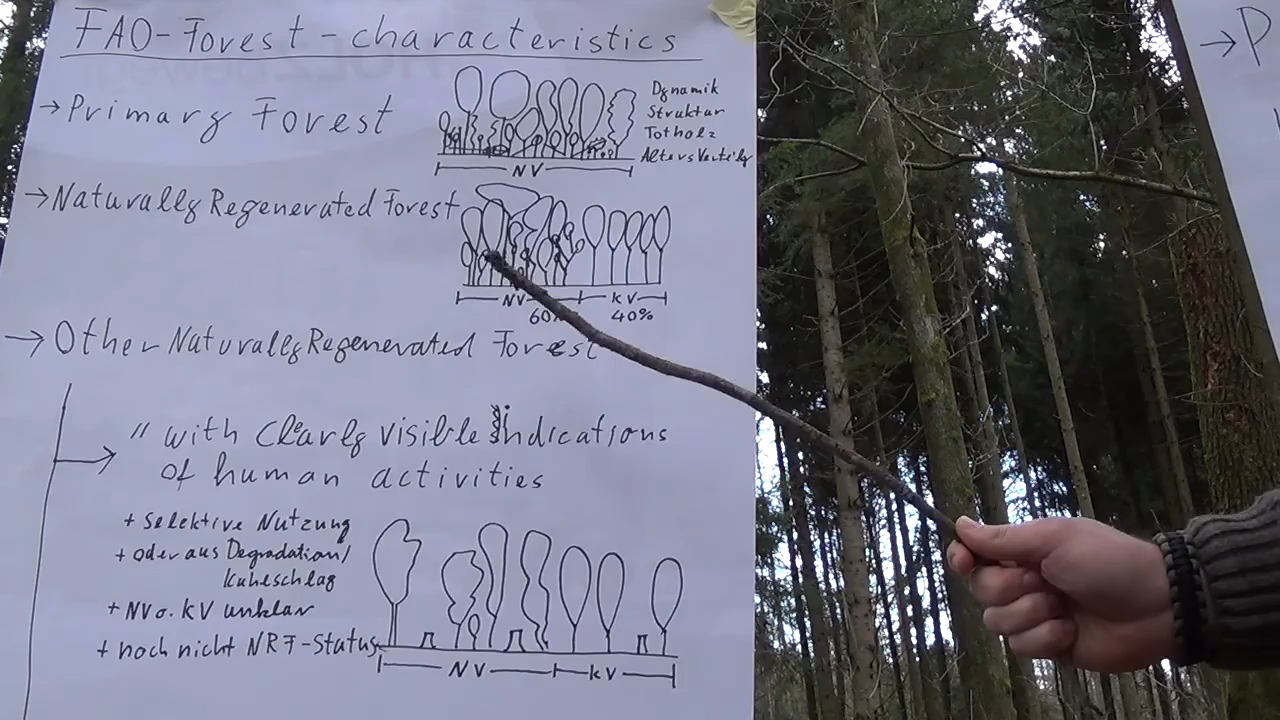 FAO-Forest-characteristics
→ Primary Forest
Dynamik
Struktur
Totholz
Altersverteilg
NV
→ Naturally Regenerated Forest
NV KV
60% 40%
→ Other Naturally Regenerated Forest
→ " with clearly visible indications
of human activities
+ Selektive Nutzung
+ oder aus Degradation/
Kahlschlag
+ NV o. KV unklar
+ noch nicht NRF-Status
NV KV
→ P